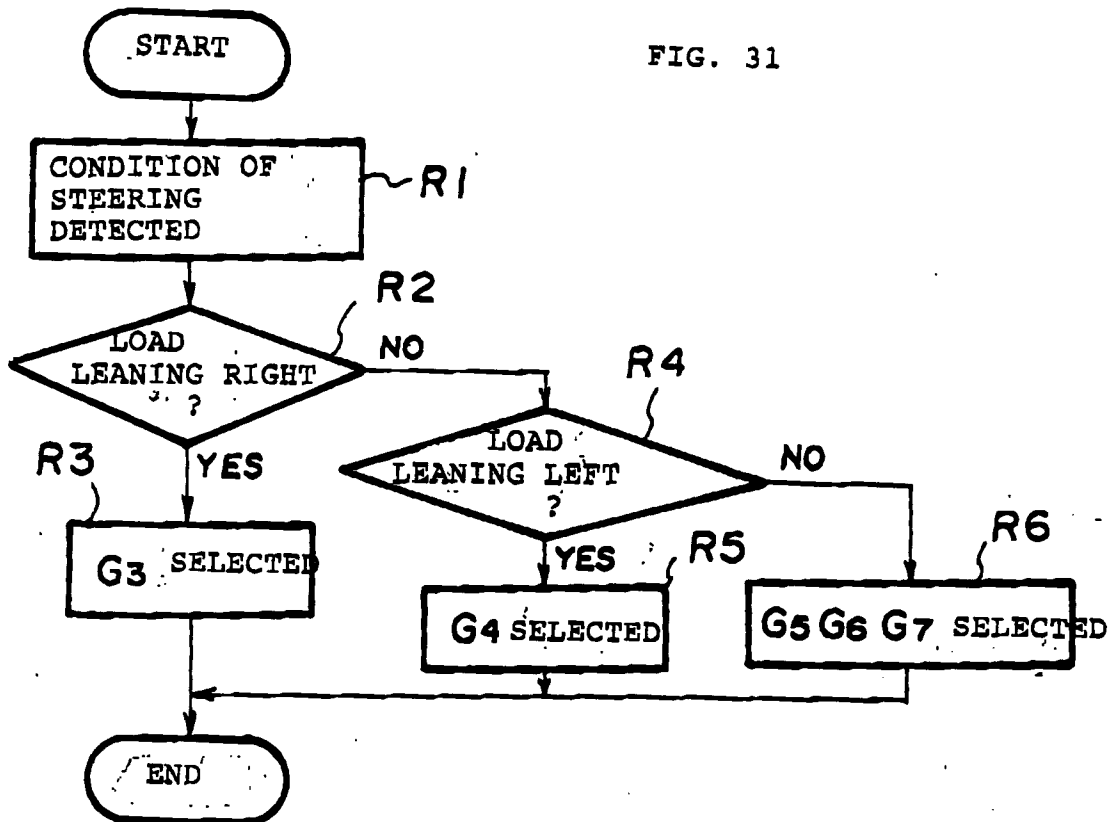 START
FIG. 31
CONDITION OF
STEERING
DETECTED
R1
R2
LOAD
LEANING RIGHT
?
NO
YES
R4
LOAD
LEANING LEFT
?
NO
YES
R3
G3 SELECTED
R5
G4 SELECTED
R6
G5 G6 G7 SELECTED
END